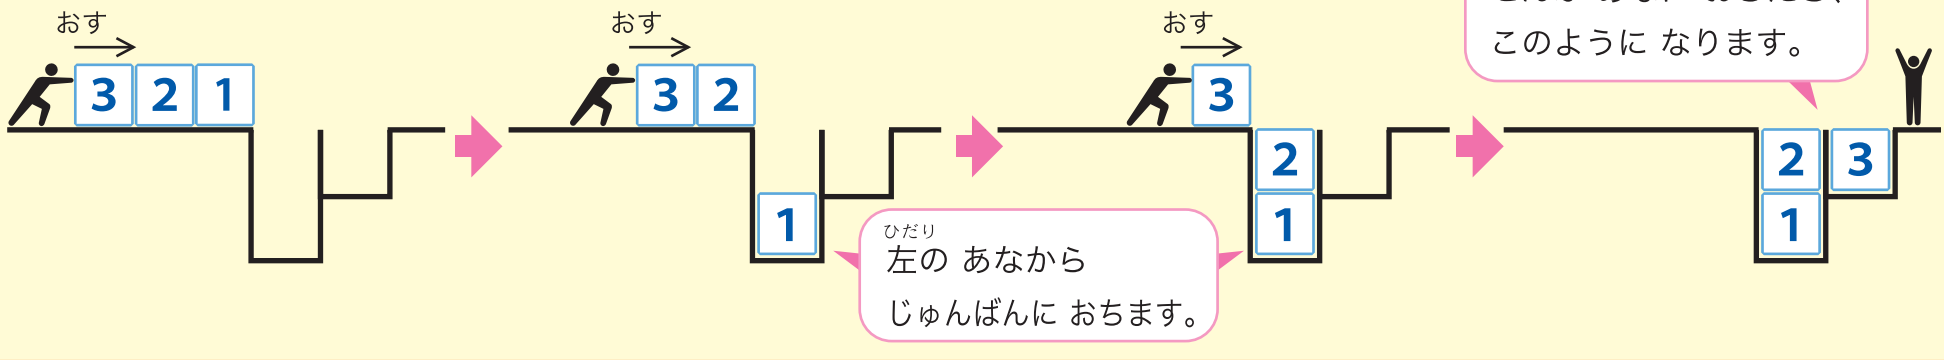 おす
3 2 1
おす
3 2
1
おす
3
2
1
2 3
1
ひだり
左の あなから
じゅんばんに おちます。
このように なります。